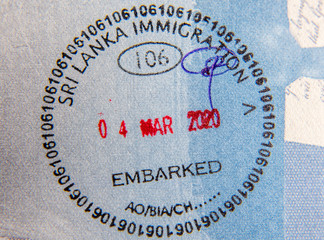 SRI LANKA IMMIGRATION
106
04 MAR 2020
EMBARKED
AO/BIA/CH......